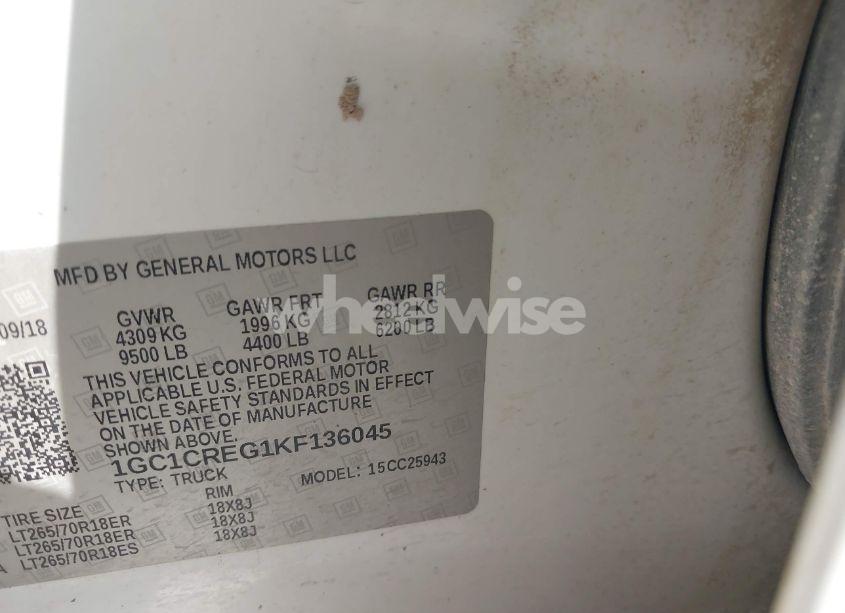 MFD BY GENERAL MOTORS LLC
09/18
GVWR GAWR FRT GAWR RR
4309 KG 1996 KG 2812 KG
9500 LB 4400 LB 6200 LB
THIS VEHICLE CONFORMS TO ALL
APPLICABLE U.S. FEDERAL MOTOR
VEHICLE SAFETY STANDARDS IN EFFECT
ON THE DATE OF MANUFACTURE
SHOWN ABOVE.
1GC1CREG1KF136045
TYPE: TRUCK MODEL: 15CC25943
TIRE SIZE RIM
LT265/70R18ER 18X8J
LT265/70R18ER 18X8J
LT265/70R18ES 18X8J
wheelwise